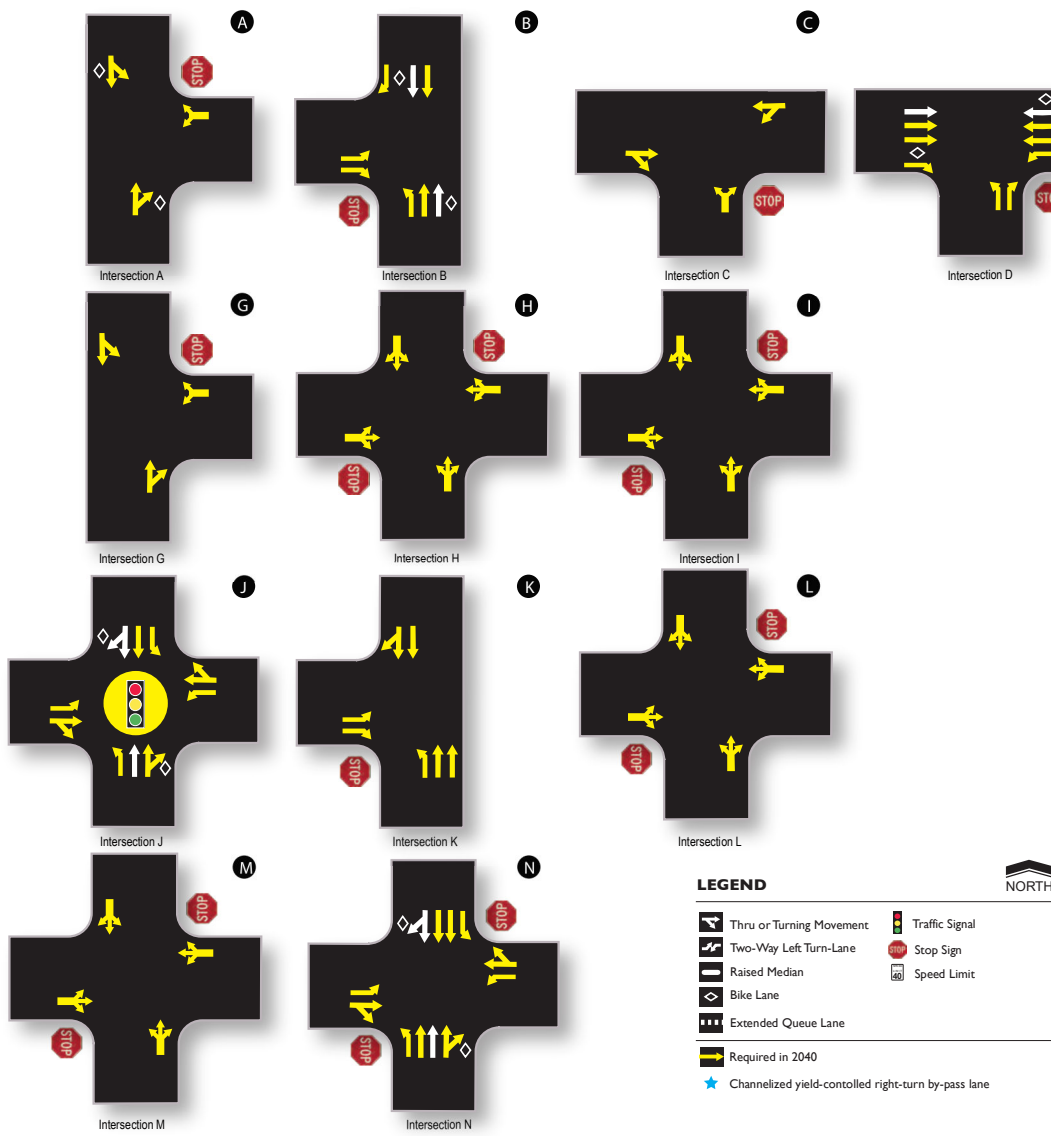 A
B
C
STOP
STOP
STOP
Intersection A
Intersection B
Intersection C
Intersection D
G
H
I
STOP
STOP
STOP
STOP
STOP
Intersection G
Intersection H
Intersection I
J
K
L
STOP
STOP
STOP
Intersection J
Intersection K
Intersection L
M
N
STOP
STOP
STOP
STOP
Intersection M
Intersection N
LEGEND
NORTH
Thru or Turning Movement
Traffic Signal
Two-Way Left Turn-Lane
STOP Stop Sign
Raised Median
40 Speed Limit
Bike Lane
Extended Queue Lane
Required in 2040
Channelized yield-contolled right-turn by-pass lane